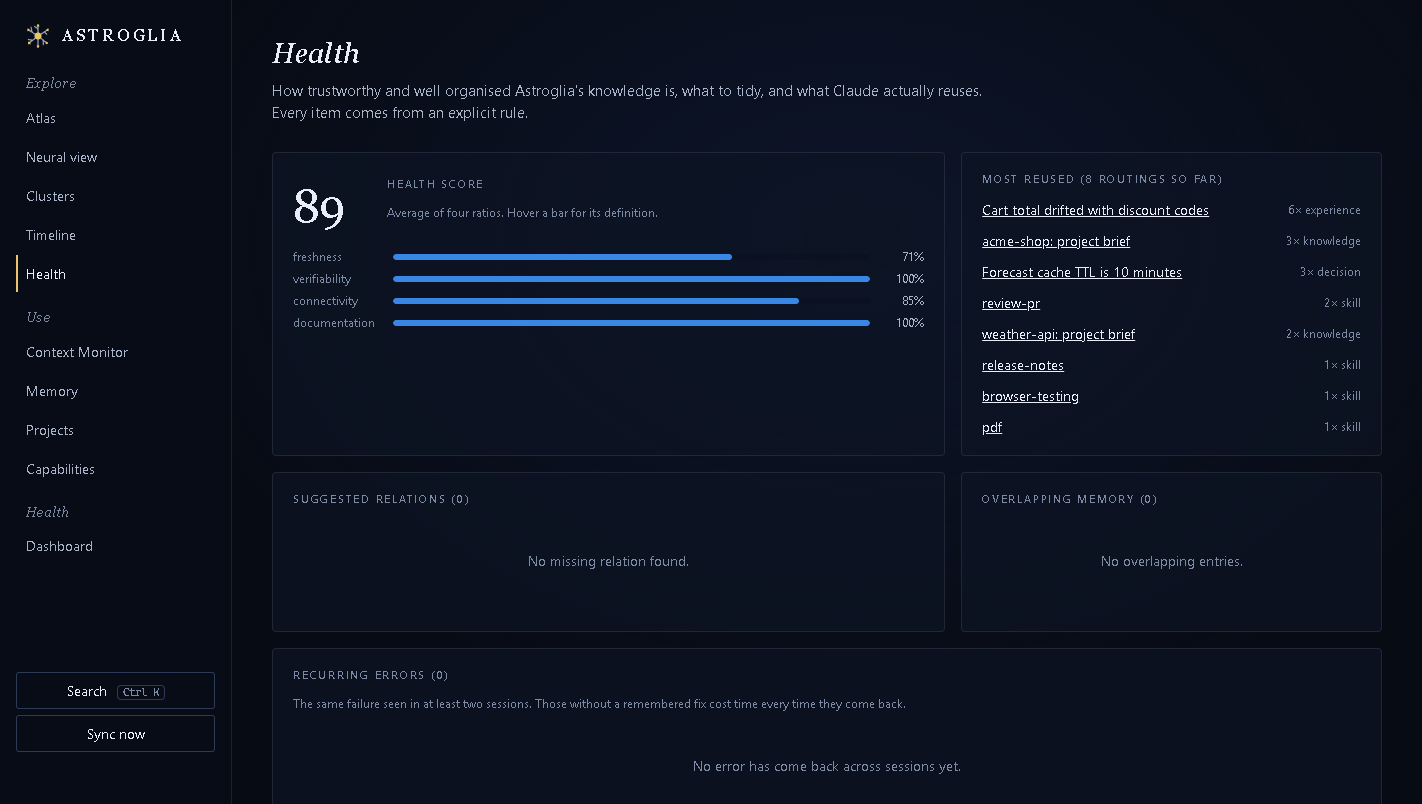 ASTROGLIA
Explore
Atlas
Neural view
Clusters
Timeline
Health
Use
Context Monitor
Memory
Projects
Capabilities
Health
Dashboard
Search Ctrl K
Sync now
Health
How trustworthy and well organised Astroglia's knowledge is, what to tidy, and what Claude actually reuses.
Every item comes from an explicit rule.
89
HEALTH SCORE
Average of four ratios. Hover a bar for its definition.
freshness 71%
verifiability 100%
connectivity 85%
documentation 100%
MOST REUSED (8 ROUTINGS SO FAR)
Cart total drifted with discount codes 6× experience
acme-shop: project brief 3× knowledge
Forecast cache TTL is 10 minutes 3× decision
review-pr 2× skill
weather-api: project brief 2× knowledge
release-notes 1× skill
browser-testing 1× skill
pdf 1× skill
SUGGESTED RELATIONS (0)
No missing relation found.
OVERLAPPING MEMORY (0)
No overlapping entries.
RECURRING ERRORS (0)
The same failure seen in at least two sessions. Those without a remembered fix cost time every time they come back.
No error has come back across sessions yet.